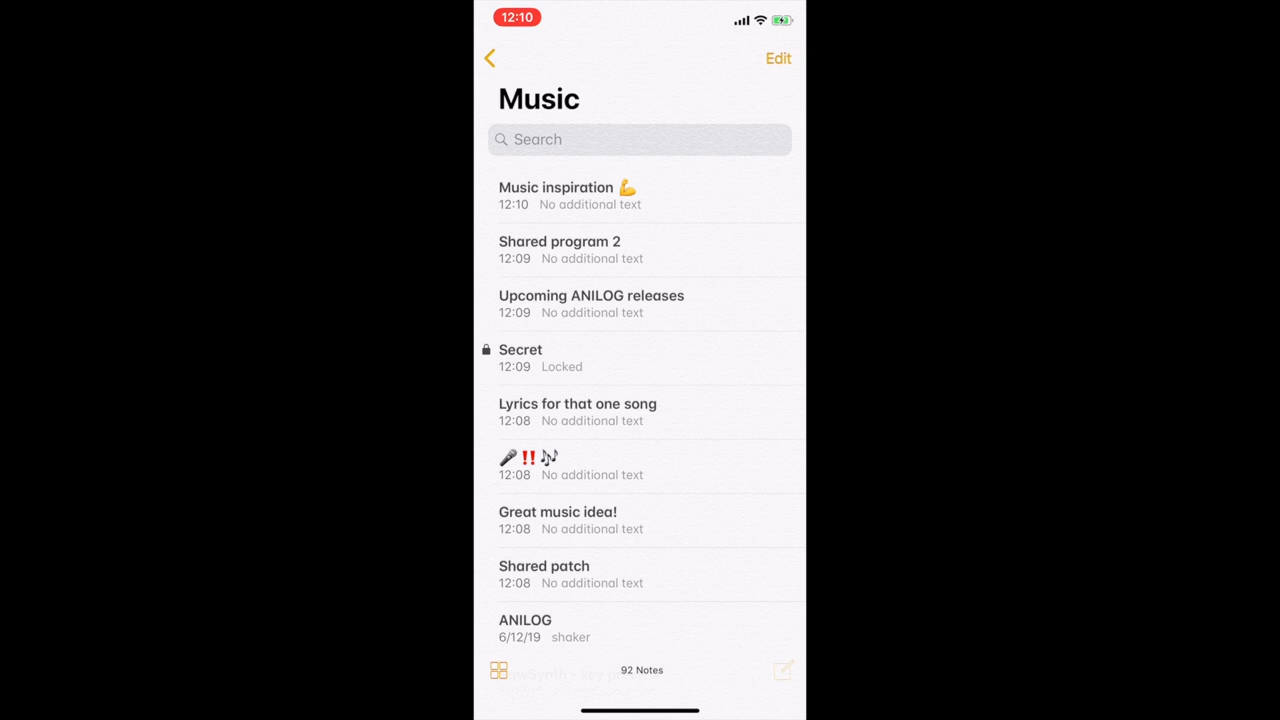 12:10
Edit
Music
Search
Music inspiration 💪
12:10 No additional text
Shared program 2
12:09 No additional text
Upcoming ANILOG releases
12:09 No additional text
Secret
12:09 Locked
Lyrics for that one song
12:08 No additional text
🎤‼️🎶
12:08 No additional text
Great music idea!
12:08 No additional text
Shared patch
12:08 No additional text
ANILOG
6/12/19 shaker
92 Notes